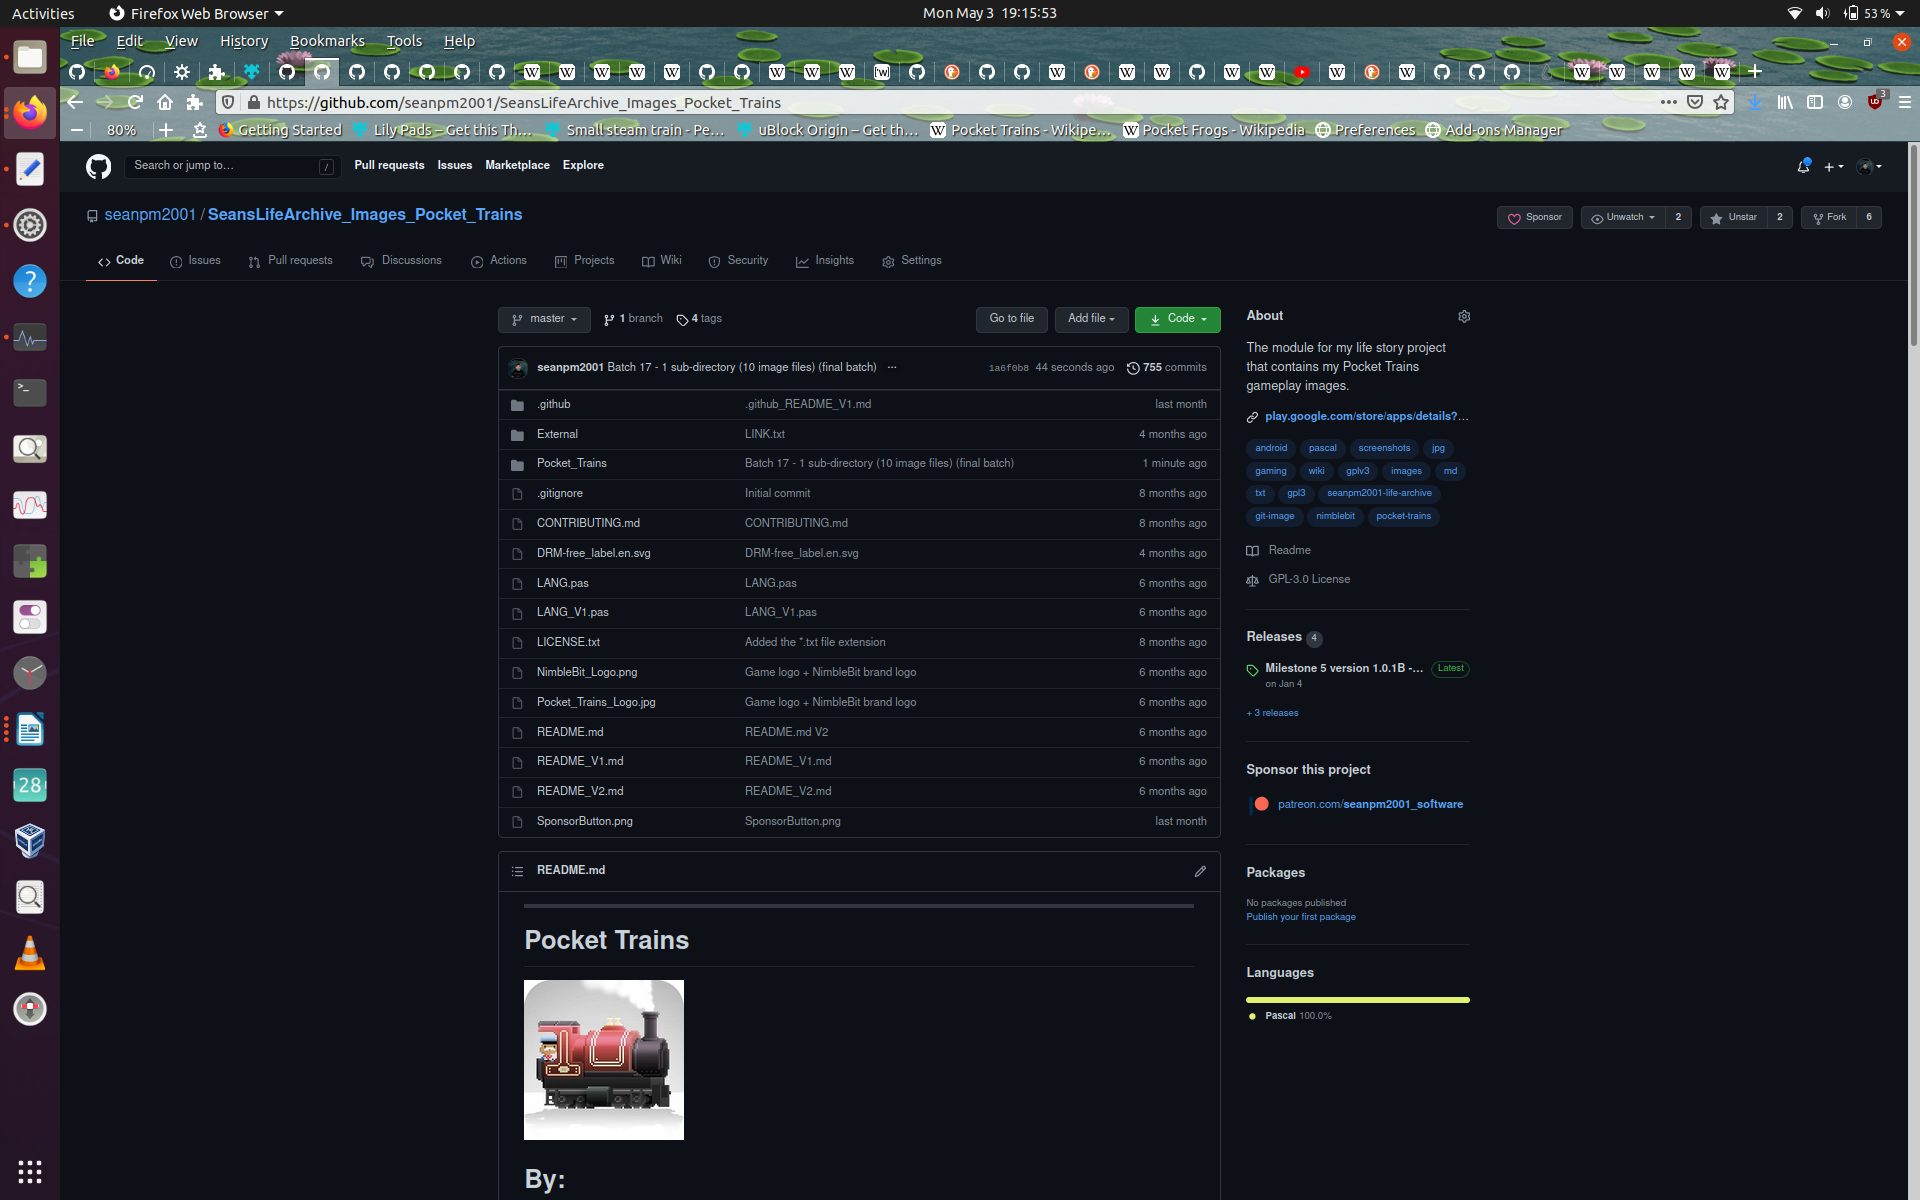 Activities Firefox Web Browser Mon May 3 19:15:53 53 %
File Edit View History Bookmarks Tools Help
https://github.com/seanpm2001/SeansLifeArchive_Images_Pocket_Trains 3
80% Getting Started Lily Pads – Get this Th… Small steam train - Pe… uBlock Origin – Get th… Pocket Trains - Wikipe… Pocket Frogs - Wikipedia Preferences Add-ons Manager
Search or jump to… / Pull requests Issues Marketplace Explore
seanpm2001 / SeansLifeArchive_Images_Pocket_Trains Sponsor Unwatch 2 Unstar 2 Fork 6
Code Issues Pull requests Discussions Actions Projects Wiki Security Insights Settings
master 1 branch 4 tags Go to file Add file Code
seanpm2001 Batch 17 - 1 sub-directory (10 image files) (final batch) ... 1a6f0b8 44 seconds ago 755 commits
.github .github_README_V1.md last month
External LINK.txt 4 months ago
Pocket_Trains Batch 17 - 1 sub-directory (10 image files) (final batch) 1 minute ago
.gitignore Initial commit 8 months ago
CONTRIBUTING.md CONTRIBUTING.md 8 months ago
DRM-free_label.en.svg DRM-free_label.en.svg 4 months ago
LANG.pas LANG.pas 6 months ago
LANG_V1.pas LANG_V1.pas 6 months ago
LICENSE.txt Added the *.txt file extension 8 months ago
NimbleBit_Logo.png Game logo + NimbleBit brand logo 6 months ago
Pocket_Trains_Logo.jpg Game logo + NimbleBit brand logo 6 months ago
README.md README.md V2 6 months ago
README_V1.md README_V1.md 6 months ago
README_V2.md README_V2.md 6 months ago
SponsorButton.png SponsorButton.png last month
README.md
Pocket Trains
By:
About
The module for my life story project
that contains my Pocket Trains
gameplay images.
play.google.com/store/apps/details?…
android pascal screenshots jpg
gaming wiki gplv3 images md
txt gpl3 seanpm2001-life-archive
git-image nimblebit pocket-trains
Readme
GPL-3.0 License
Releases 4
Milestone 5 version 1.0.1B -… Latest
on Jan 4
+ 3 releases
Sponsor this project
patreon.com/seanpm2001_software
Packages
No packages published
Publish your first package
Languages
Pascal 100.0%
28